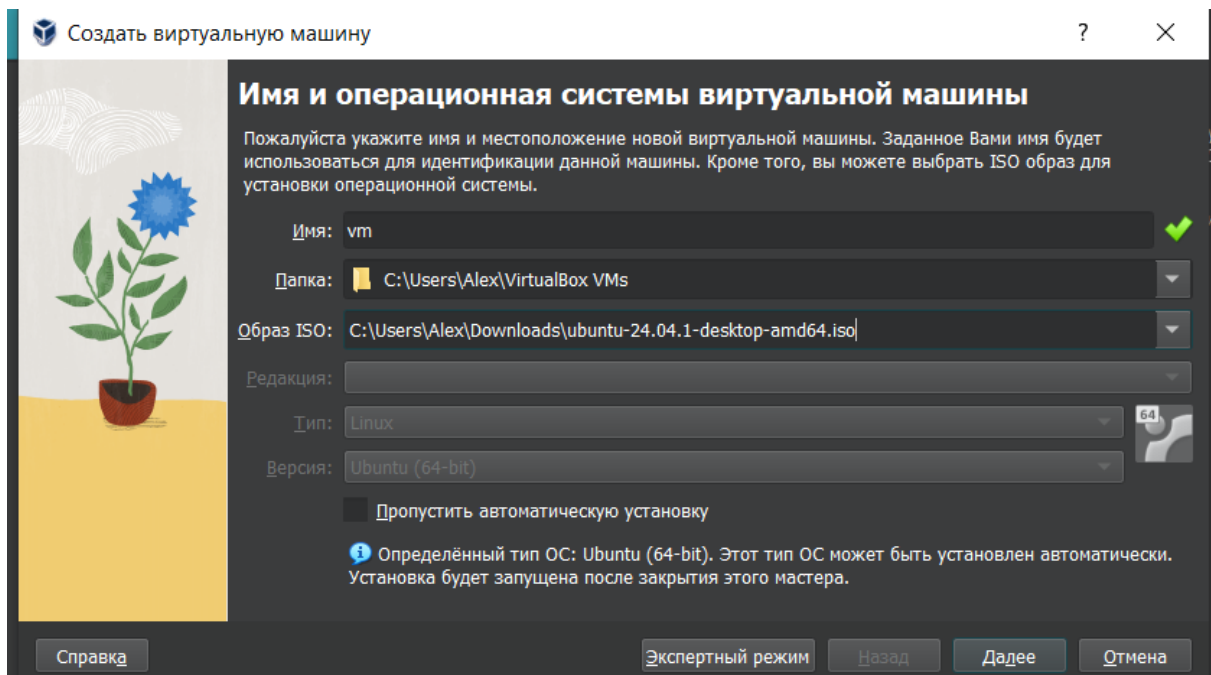 Создать виртуальную машину
?
Имя и операционная системы виртуальной машины
Пожалуйста укажите имя и местоположение новой виртуальной машины. Заданное Вами имя будет
использоваться для идентификации данной машины. Кроме того, вы можете выбрать ISO образ для
установки операционной системы.
Имя: vm
Папка: C:\Users\Alex\VirtualBox VMs
Образ ISO: C:\Users\Alex\Downloads\ubuntu-24.04.1-desktop-amd64.iso
Редакция:
Тип: Linux
64
Версия: Ubuntu (64-bit)
Пропустить автоматическую установку
Определённый тип ОС: Ubuntu (64-bit). Этот тип ОС может быть установлен автоматически.
Установка будет запущена после закрытия этого мастера.
Справка Экспертный режим Назад Далее Отмена